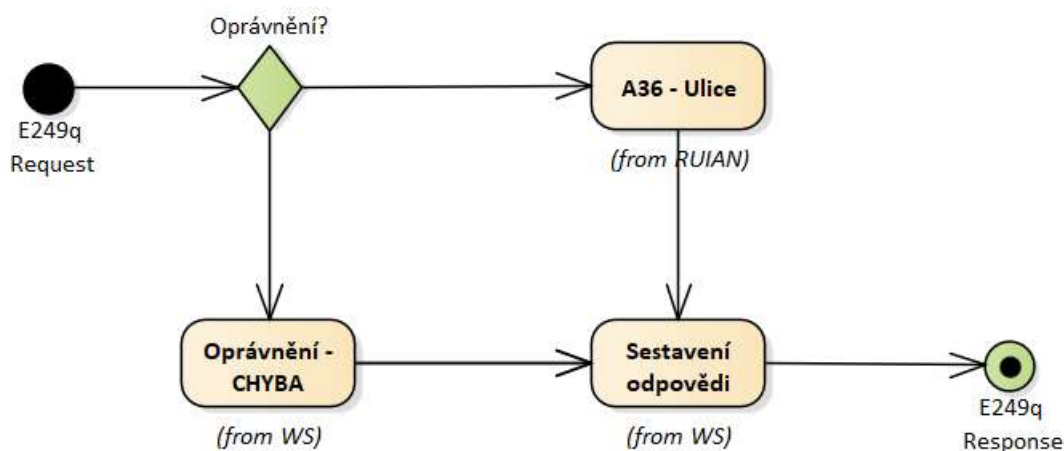 Oprávnění?
A36 - Ulice
E249q
Request
(from RUIAN)
Oprávnění -
CHYBA
Sestavení
odpovědi
E249q
Response
(from WS)
(from WS)